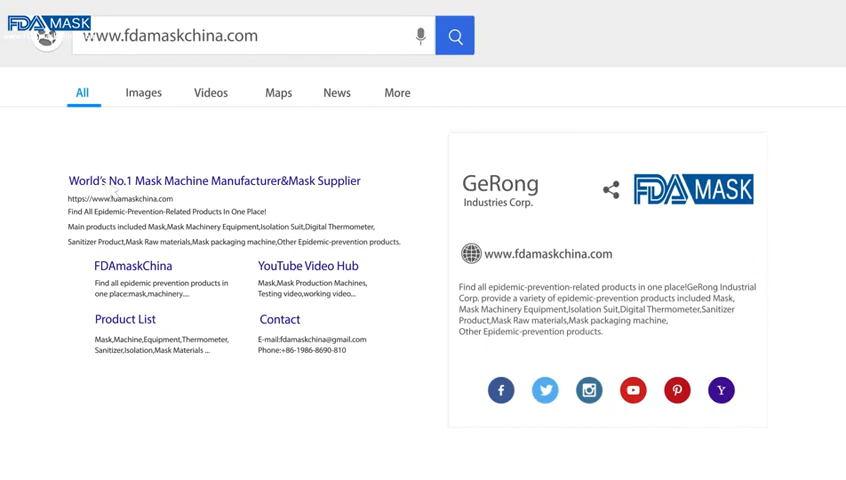 FDA MASK
www.fdamaskchina.com
All
Images
Videos
Maps
News
More
World's No.1 Mask Machine Manufacturer&Mask Supplier
https://www.fdamaskchina.com
Find All Epidemic-Prevention-Related Products In One Place!
Main products included Mask,Mask Machinery Equipment,Isolation Suit,Digital Thermometer,
Sanitizer Product,Mask Raw materials,Mask packaging machine,Other Epidemic-prevention products.
FDAmaskChina
Find all epidemic prevention products in
one place:mask,machinery....
YouTube Video Hub
Mask,Mask Production Machines,
Testing video,working video...
Product List
Mask,Machine,Equipment,Thermometer,
Sanitizer,Isolation,Mask Materials ...
Contact
E-mail:fdamaskchina@gmail.com
Phone:+86-1986-8690-810
GeRong
Industries Corp.
FDA MASK
www.fdamaskchina.com
Find all epidemic-prevention-related products in one place!GeRong Industrial
Corp. provide a variety of epidemic-prevention products included Mask,
Mask Machinery Equipment,Isolation Suit,Digital Thermometer,Sanitizer
Product,Mask Raw materials,Mask packaging machine,
Other Epidemic-prevention products.